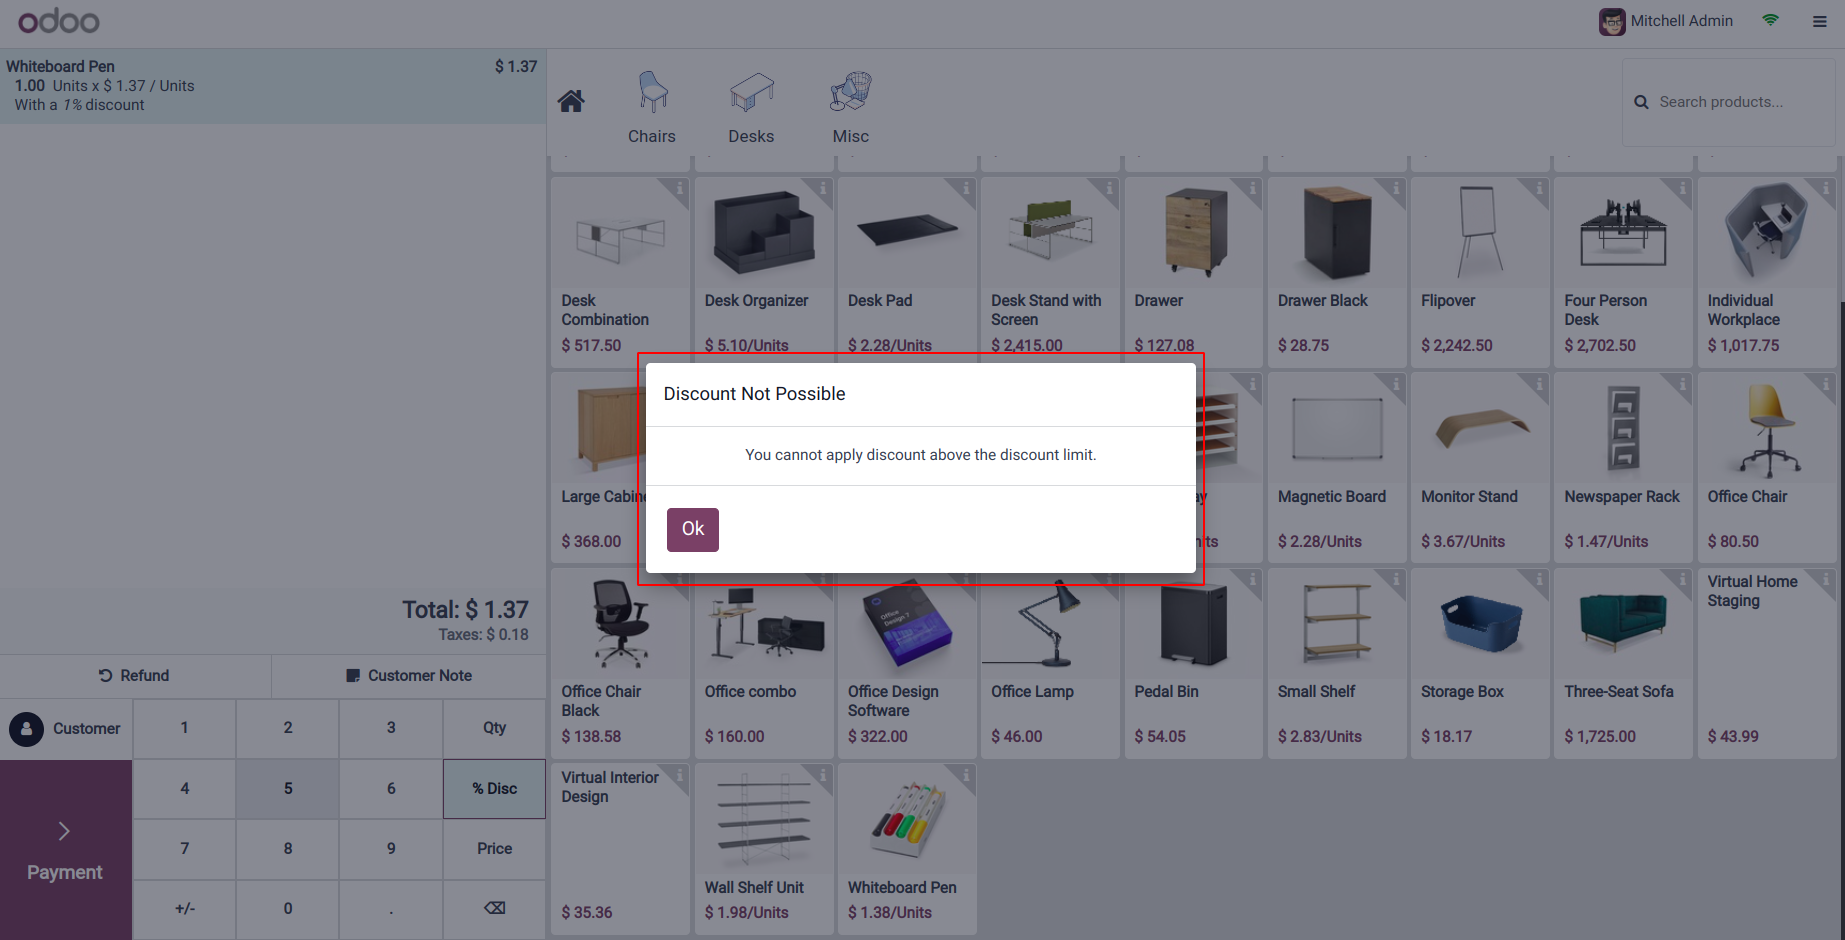 odoo
Mitchell Admin
Whiteboard Pen $ 1.37
1.00 Units x $ 1.37 / Units
With a 1% discount
Chairs Desks Misc
Search products...
Desk Combination
$ 517.50
Desk Organizer
$ 5.10/Units
Desk Pad
$ 2.28/Units
Desk Stand with Screen
$ 2,415.00
Drawer
$ 127.08
Drawer Black
$ 28.75
Flipover
$ 2,242.50
Four Person Desk
$ 2,702.50
Individual Workplace
$ 1,017.75
Discount Not Possible
You cannot apply discount above the discount limit.
Ok
Large
$ 368.00
Magnetic Board
$ 2.28/Units
Monitor Stand
$ 3.67/Units
Newspaper Rack
$ 1.47/Units
Office Chair
$ 80.50
Office Chair Black
$ 138.58
Office combo
$ 160.00
Office Design 7
Office Design Software
$ 322.00
Office Lamp
$ 46.00
Pedal Bin
$ 54.05
Small Shelf
$ 2.83/Units
Storage Box
$ 18.17
Three-Seat Sofa
$ 1,725.00
Virtual Home Staging
$ 43.99
Virtual Interior Design
$ 35.36
Wall Shelf Unit
$ 1.98/Units
Whiteboard Pen
$ 1.38/Units
Total: $ 1.37
Taxes: $ 0.18
Refund Customer Note
Customer 1 2 3 Qty
4 5 6 % Disc
7 8 9 Price
Payment
+/- 0 .